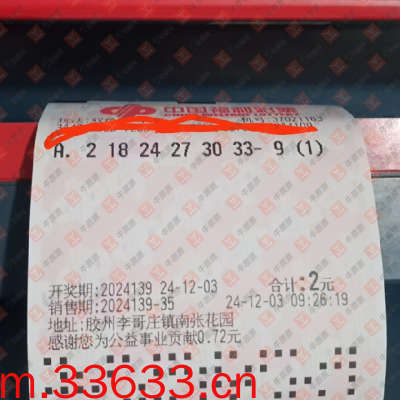 中国福利彩票
A. 2 18 24 27 30 33- 9 (1)
开奖期:2024139 24-12-03 合计:2元
销售期:2024139-35 24-12-03 09:26:19
地址:胶州李哥庄镇南张花园
感谢您为公益事业贡献0.72元
m.33633.cn